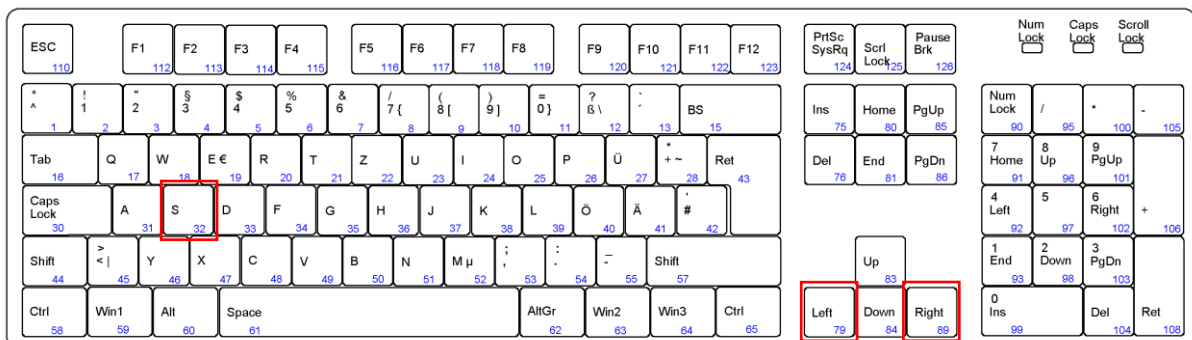 Num Caps Scroll
Lock Lock Lock
ESC F1 F2 F3 F4 F5 F6 F7 F8 F9 F10 F11 F12 PrtSc SysRq Scrl Lock Pause Brk
110 112 113 114 115 116 117 118 119 120 121 122 123 124 125 126
° ! " § $ % & / ( ) = ? `
^ 1 2 3 4 5 6 7 { 8 [ 9 ] 0 } ß \ ´ BS Ins Home PgUp Num Lock / * -
1 2 3 4 5 6 7 8 9 10 11 12 13 15 75 80 85 90 95 100 105
Tab Q W E € R T Z U I O P Ü * + ~ Ret Del End PgDn 7 Home 8 Up 9 PgUp
16 17 18 19 20 21 22 23 24 25 26 27 28 43 76 81 86 91 96 101
Caps Lock A S D F G H J K L Ö Ä ' # 4 Left 5 6 Right +
30 31 32 33 34 35 36 37 38 39 40 41 42 92 97 102 106
Shift > < | Y X C V B N M µ ; , : . _ - Shift Up 1 End 2 Down 3 PgDn
44 45 46 47 48 49 50 51 52 53 54 55 57 83 93 98 103
Ctrl Win1 Alt Space AltGr Win2 Win3 Ctrl Left Down Right 0 Ins Del Ret
58 59 60 61 62 63 64 65 79 84 89 99 104 108